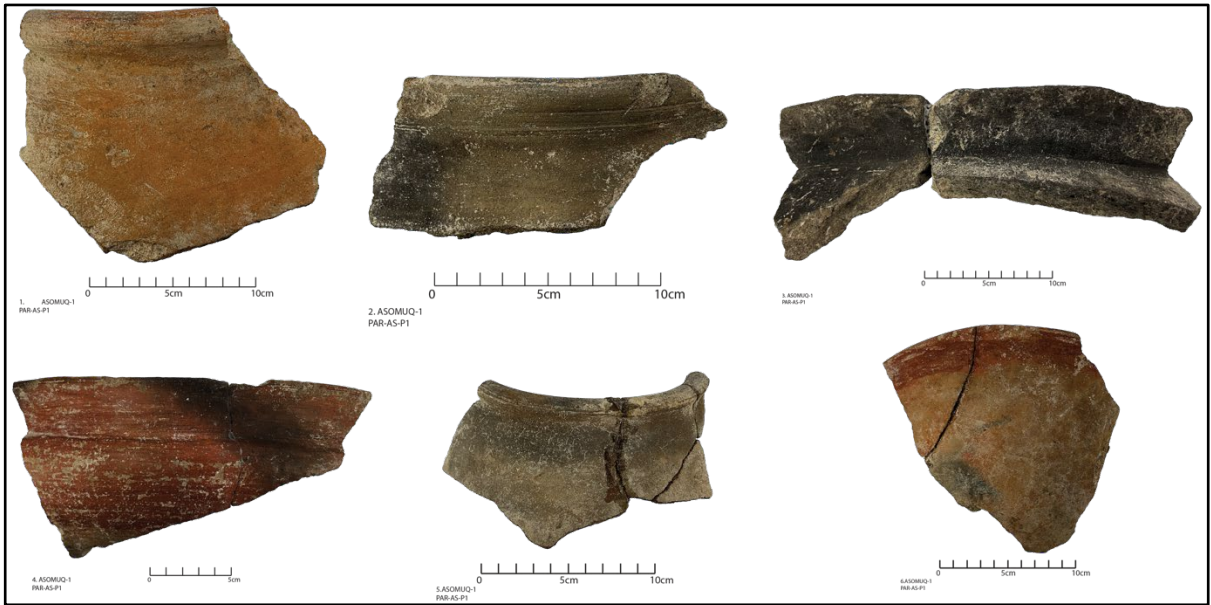 0 5cm 10cm
1. ASOMUQ-1
PAR-AS-P1
0 5cm 10cm
2. ASOMUQ-1
PAR-AS-P1
0 5cm 10cm
3. ASOMUQ-1
PAR-AS-P1
0 5cm
4. ASOMUQ-1
PAR-AS-P1
0 5cm 10cm
5.ASOMUQ-1
PAR-AS-P1
0 5cm 10cm
6.ASOMUQ-1
PAR-AS-P1